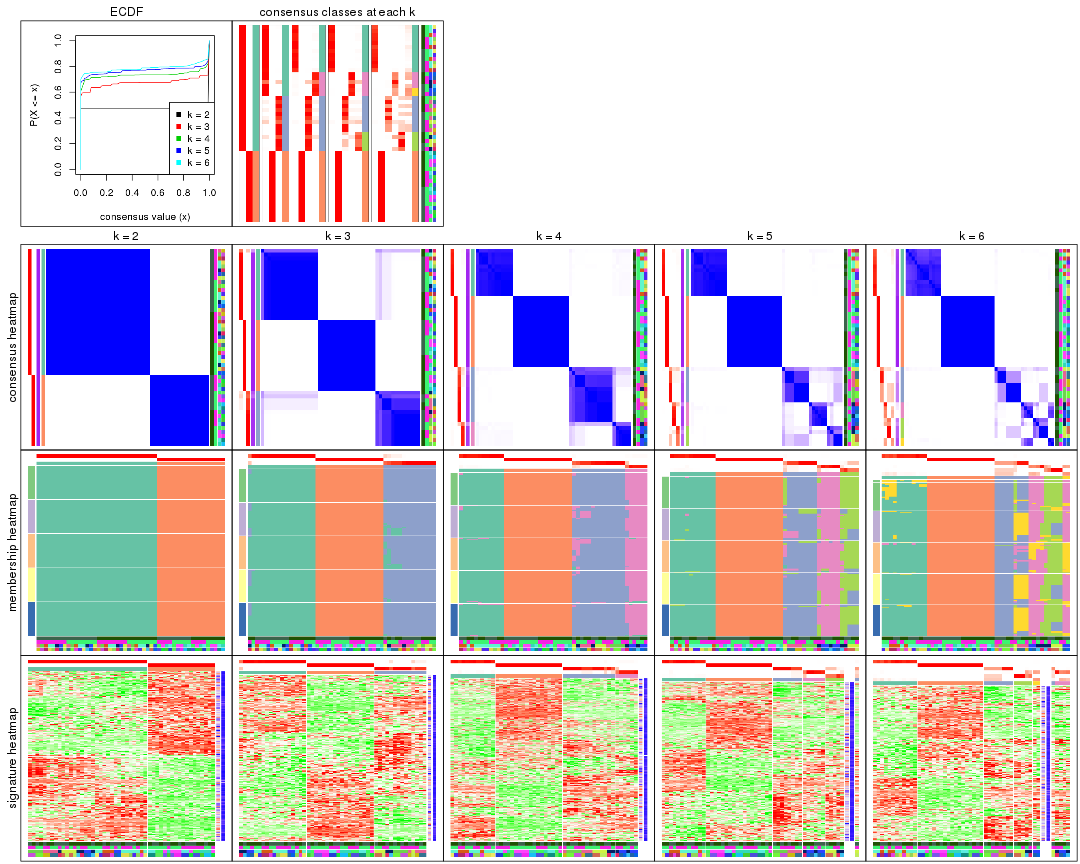 ECDF
consensus classes at each k
P(X <= x)
0.0 0.2 0.4 0.6 0.8 1.0
k = 2
k = 3
k = 4
k = 5
k = 6
0.0 0.2 0.4 0.6 0.8 1.0
consensus value (x)
k = 2 k = 3 k = 4 k = 5 k = 6
consensus heatmap
membership heatmap
signature heatmap